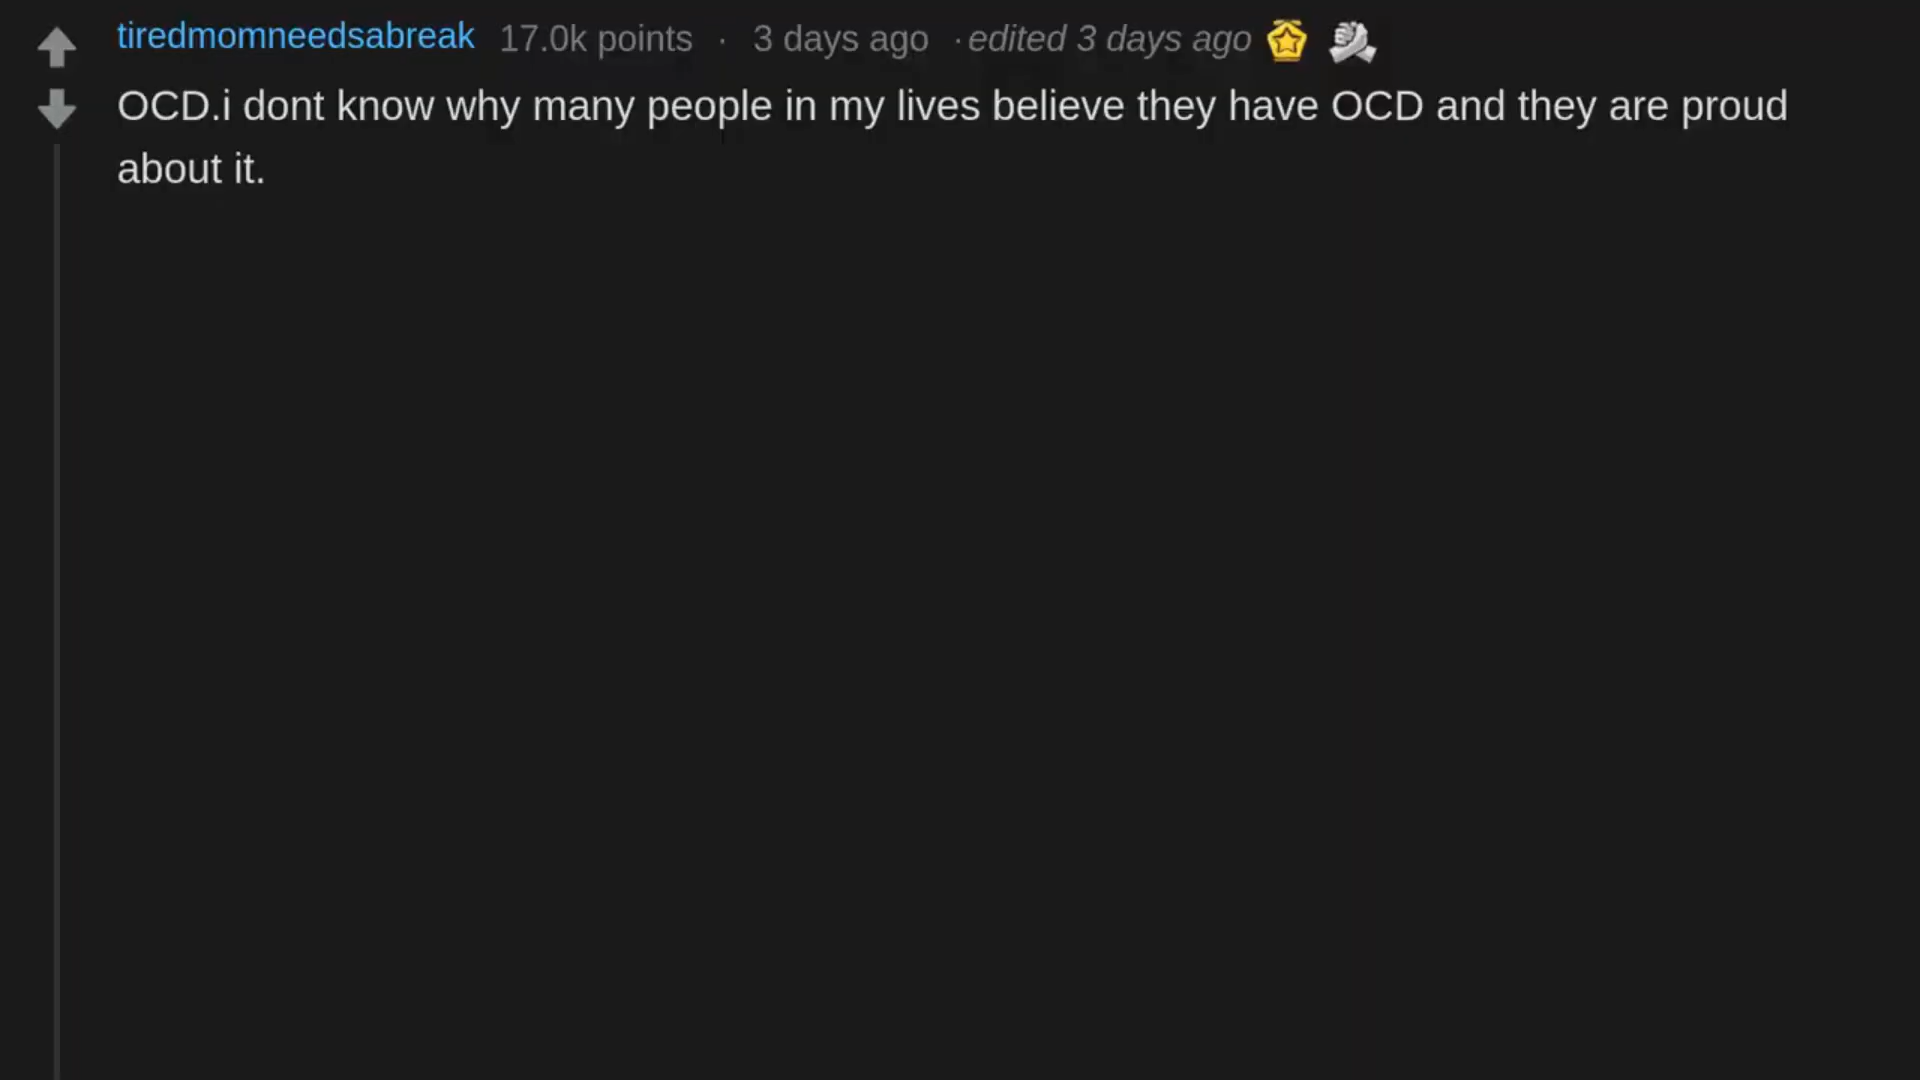 tiredmomneedsabreak 17.0k points · 3 days ago ·edited 3 days ago
OCD.i dont know why many people in my lives believe they have OCD and they are proud
about it.